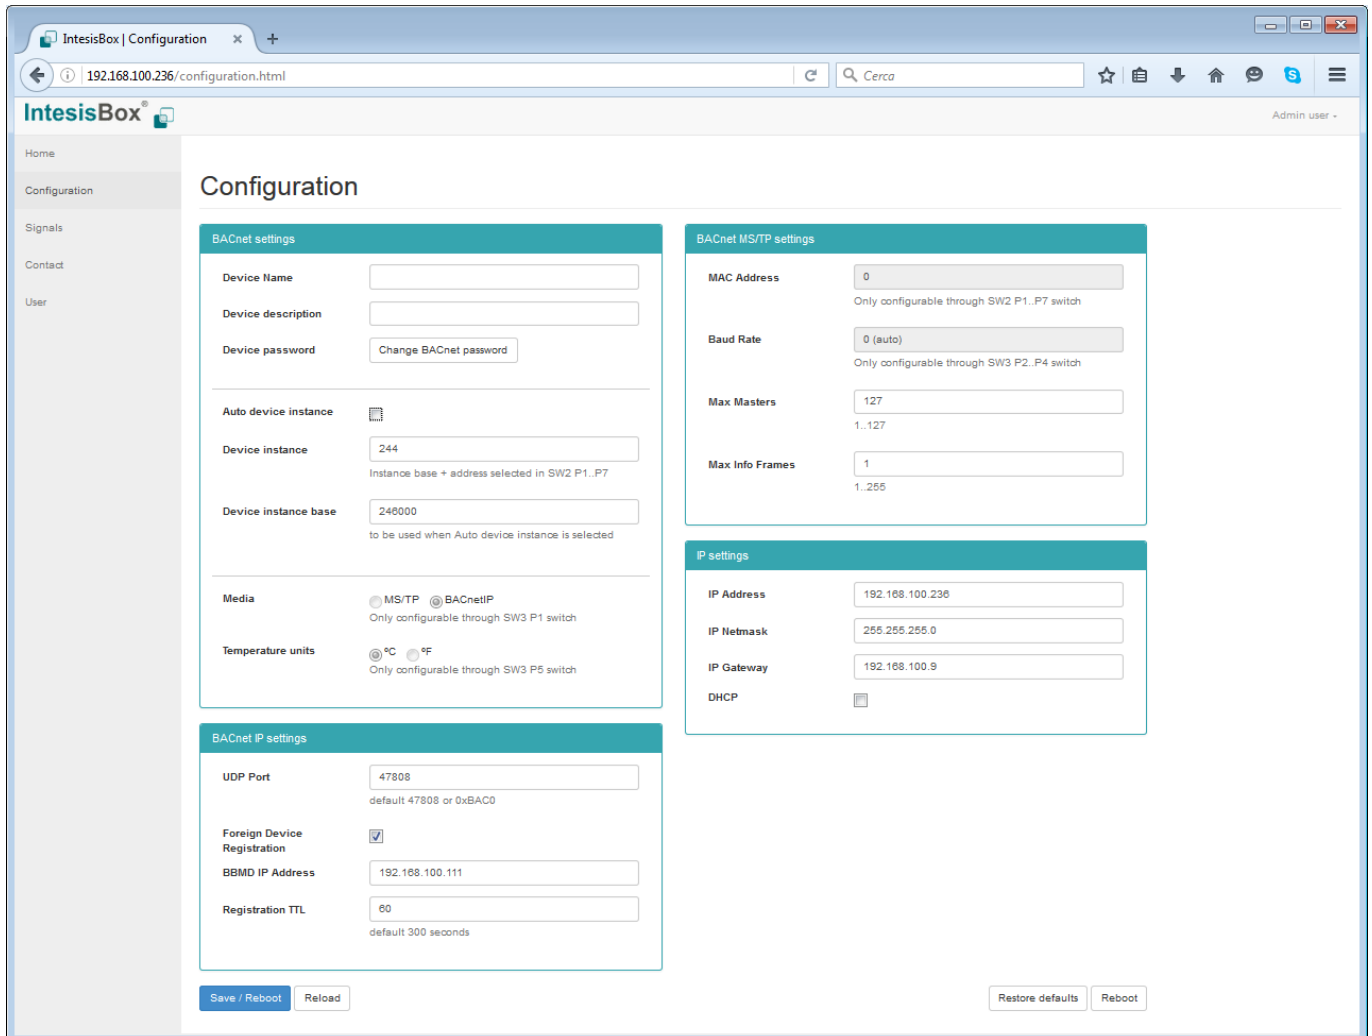 IntesisBox | Configuration
192.168.100.236/configuration.html
Cerca
IntesisBox®
Admin user
Home
Configuration
Signals
Contact
User
Configuration
BACnet settings
Device Name
Device description
Device password Change BACnet password
Auto device instance
Device instance 244
Instance base + address selected in SW2 P1..P7
Device instance base 246000
to be used when Auto device instance is selected
Media MS/TP BACnetIP
Only configurable through SW3 P1 switch
Temperature units ºC ºF
Only configurable through SW3 P5 switch
BACnet IP settings
UDP Port 47808
default 47808 or 0xBAC0
Foreign Device
Registration
BBMD IP Address 192.168.100.111
Registration TTL 60
default 300 seconds
BACnet MS/TP settings
MAC Address 0
Only configurable through SW2 P1..P7 switch
Baud Rate 0 (auto)
Only configurable through SW3 P2..P4 switch
Max Masters 127
1..127
Max Info Frames 1
1..255
IP settings
IP Address 192.168.100.236
IP Netmask 255.255.255.0
IP Gateway 192.168.100.9
DHCP
Save / Reboot Reload Restore defaults Reboot